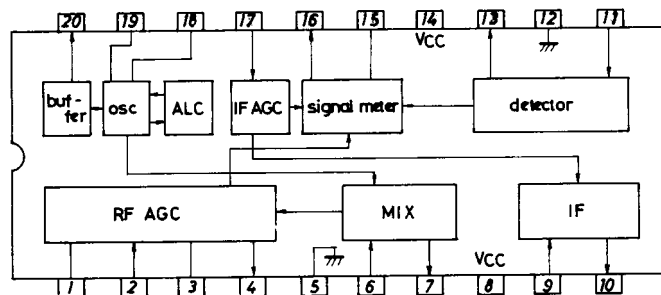 20 19 18 17 16 15 14 13 12 11
VCC
buf-
fer
osc
ALC
IF AGC
signal meter
detector
RF AGC
MIX
IF
VCC
1 2 3 4 5 6 7 8 9 10